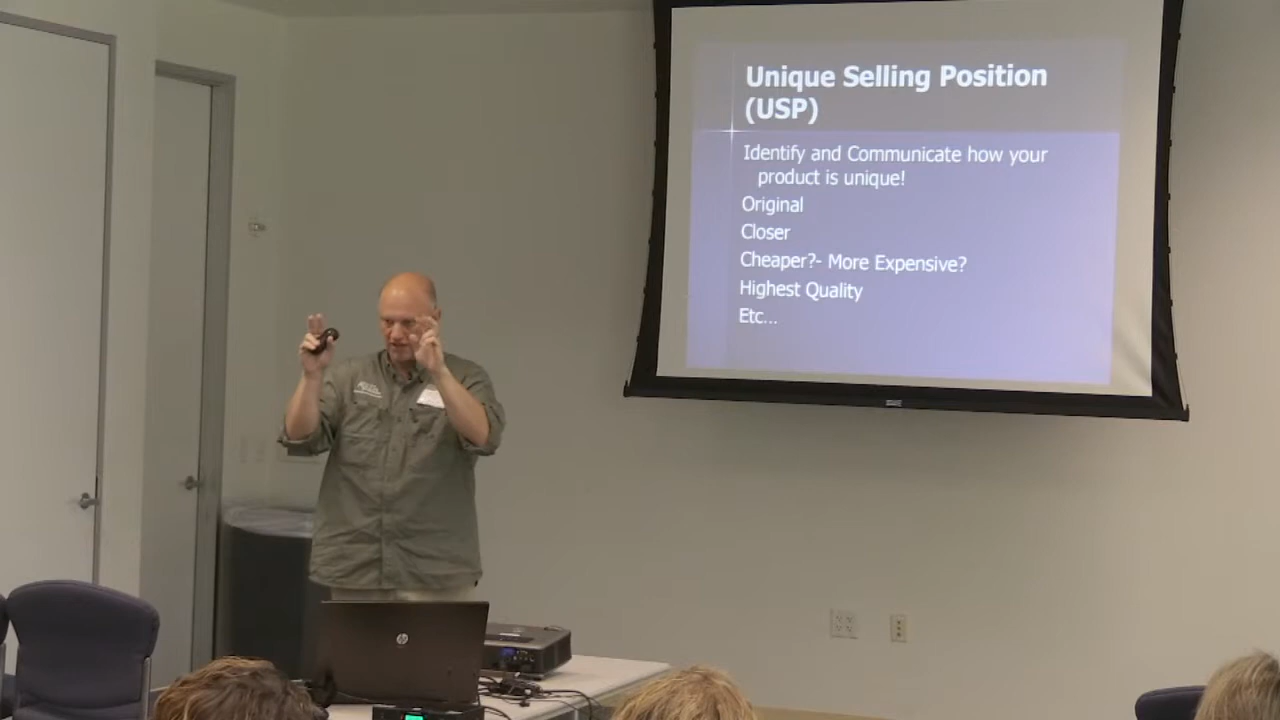 Unique Selling Position
(USP)
Identify and Communicate how your
product is unique!
Original
Closer
Cheaper?- More Expensive?
Highest Quality
Etc...
hp